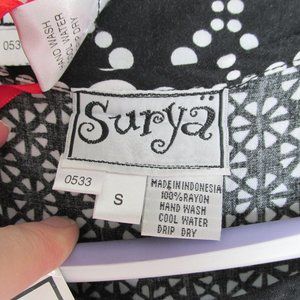 0533
HAND WASH
COOL WATER
DRIP DRY
Suryä
0533
S
MADE IN INDONESIA
100% RAYON
HAND WASH
COOL WATER
DRIP DRY